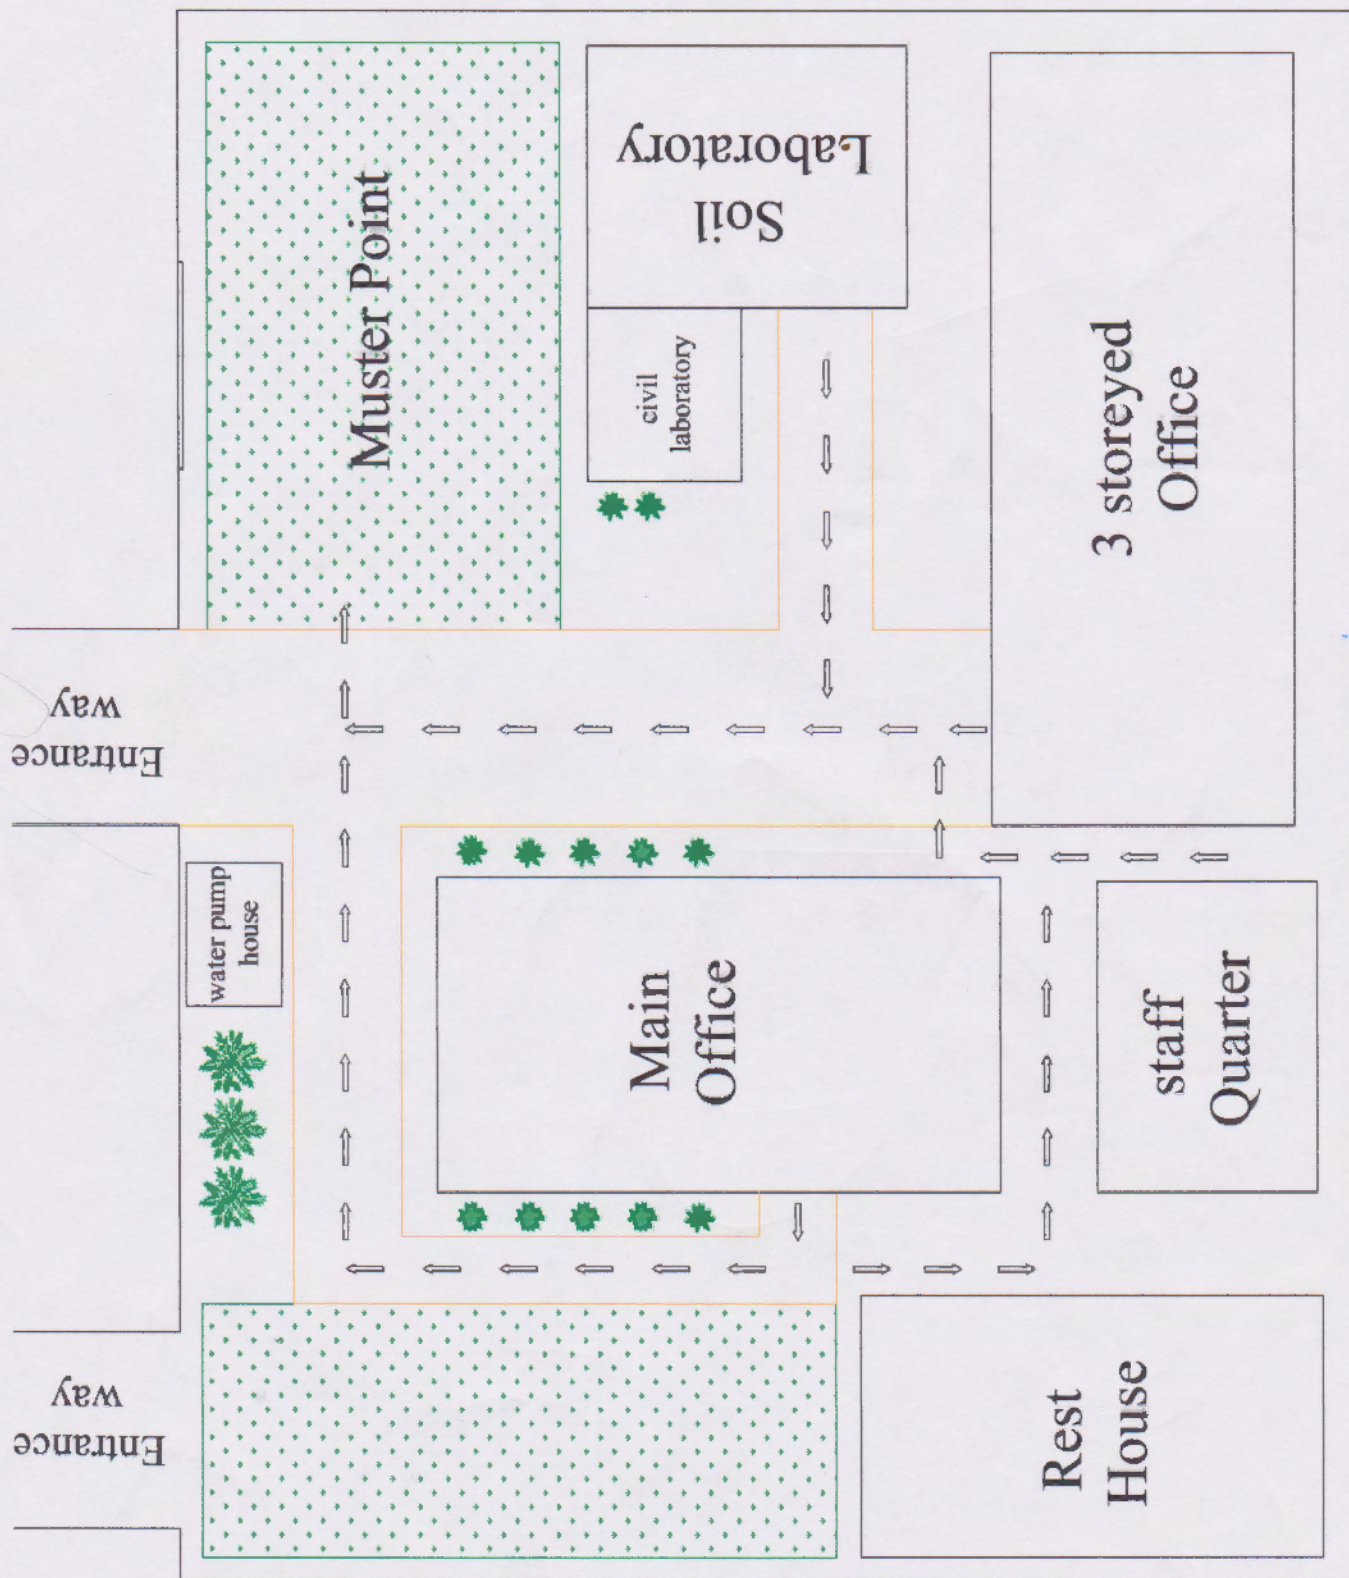 Muster Point
Soil
Laboratory
civil
laboratory
3 storeyed
Office
Entrance
way
water pump
house
Main
Office
staff
Quarter
Entrance
way
Rest
House